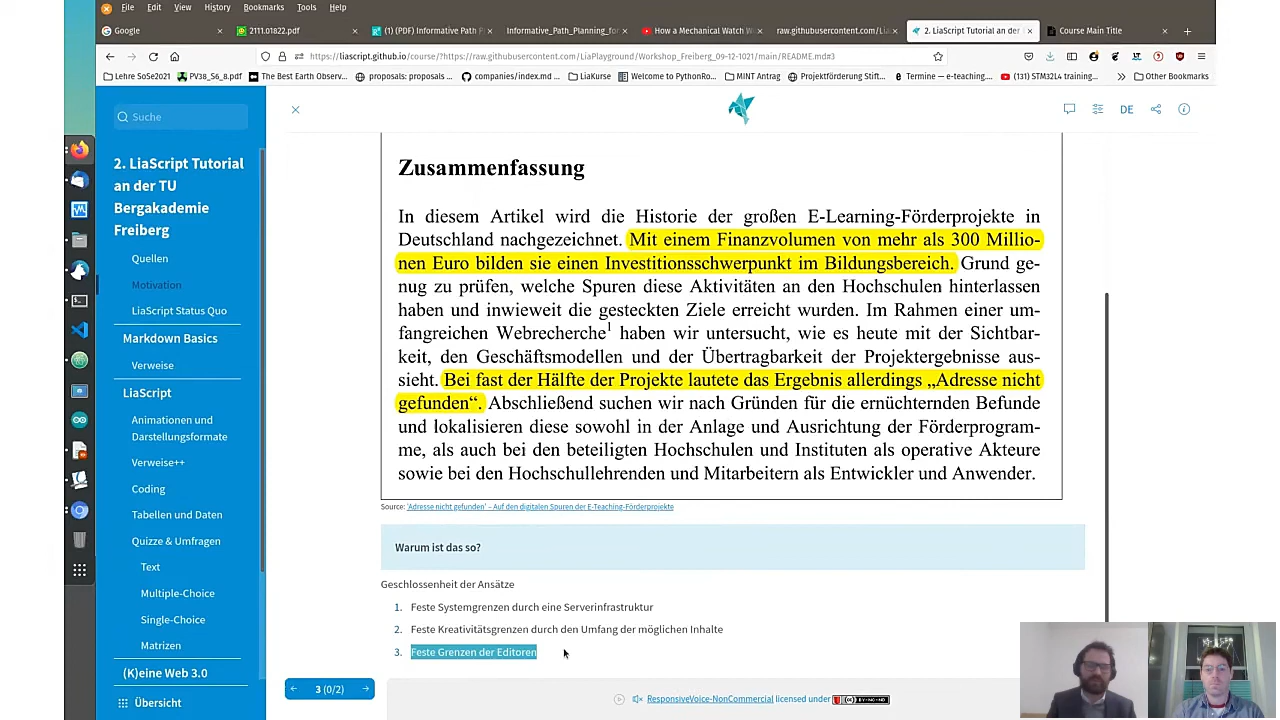 File Edit View History Bookmarks Tools Help
Google
2111.01822.pdf
(1) (PDF) Informative Path P
Informative_Path_Planning_for
How a Mechanical Watch W
raw.githubusercontent.com/Lia
2. LiaScript Tutorial an der
Course Main Title
https://liascript.github.io/course/?https://raw.githubusercontent.com/LiaPlayground/Workshop_Freiberg_09-12-1021/main/README.md#3
Lehre SoSe2021
PV38_S6_8.pdf
The Best Earth Observ...
proposals: proposals ...
companies/index.md ...
LiaKurse
Welcome to PythonRo...
MINT Antrag
Projektförderung Stift...
Termine — e-teaching....
(131) STM32L4 training...
Other Bookmarks
Suche
DE
2. LiaScript Tutorial
an der TU
Bergakademie
Freiberg
Quellen
Motivation
LiaScript Status Quo
Markdown Basics
Verweise
LiaScript
Animationen und
Darstellungsformate
Verweise++
Coding
Tabellen und Daten
Quizze & Umfragen
Text
Multiple-Choice
Single-Choice
Matrizen
(K)eine Web 3.0
Übersicht
Zusammenfassung
In diesem Artikel wird die Historie der großen E-Learning-Förderprojekte in
Deutschland nachgezeichnet. Mit einem Finanzvolumen von mehr als 300 Millio-
nen Euro bilden sie einen Investitionsschwerpunkt im Bildungsbereich. Grund ge-
nug zu prüfen, welche Spuren diese Aktivitäten an den Hochschulen hinterlassen
haben und inwieweit die gesteckten Ziele erreicht wurden. Im Rahmen einer um-
fangreichen Webrecherche1 haben wir untersucht, wie es heute mit der Sichtbar-
keit, den Geschäftsmodellen und der Übertragbarkeit der Projektergebnisse aus-
sieht. Bei fast der Hälfte der Projekte lautete das Ergebnis allerdings „Adresse nicht
gefunden“. Abschließend suchen wir nach Gründen für die ernüchternden Befunde
und lokalisieren diese sowohl in der Anlage und Ausrichtung der Förderprogram-
me, als auch bei den beteiligten Hochschulen und Instituten als operative Akteure
sowie bei den Hochschullehrenden und Mitarbeitern als Entwickler und Anwender.
Source: 'Adresse nicht gefunden' – Auf den digitalen Spuren der E-Teaching-Förderprojekte
Warum ist das so?
Geschlossenheit der Ansätze
1. Feste Systemgrenzen durch eine Serverinfrastruktur
2. Feste Kreativitätsgrenzen durch den Umfang der möglichen Inhalte
3. Feste Grenzen der Editoren
3 (0/2)
ResponsiveVoice-NonCommercial licensed under